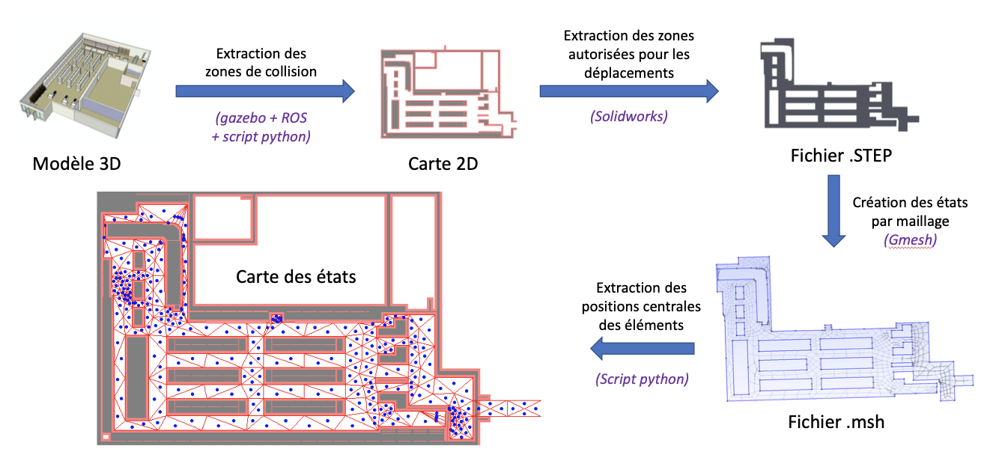 Extraction des
zones de collision
(gazebo + ROS
+ script python)
Extraction des zones
autorisées pour les
déplacements
(Solidworks)
Modèle 3D
Carte 2D
Fichier .STEP
Création des états
par maillage
(Gmesh)
Carte des états
Extraction des
positions centrales
des éléments
(Script python)
Fichier .msh